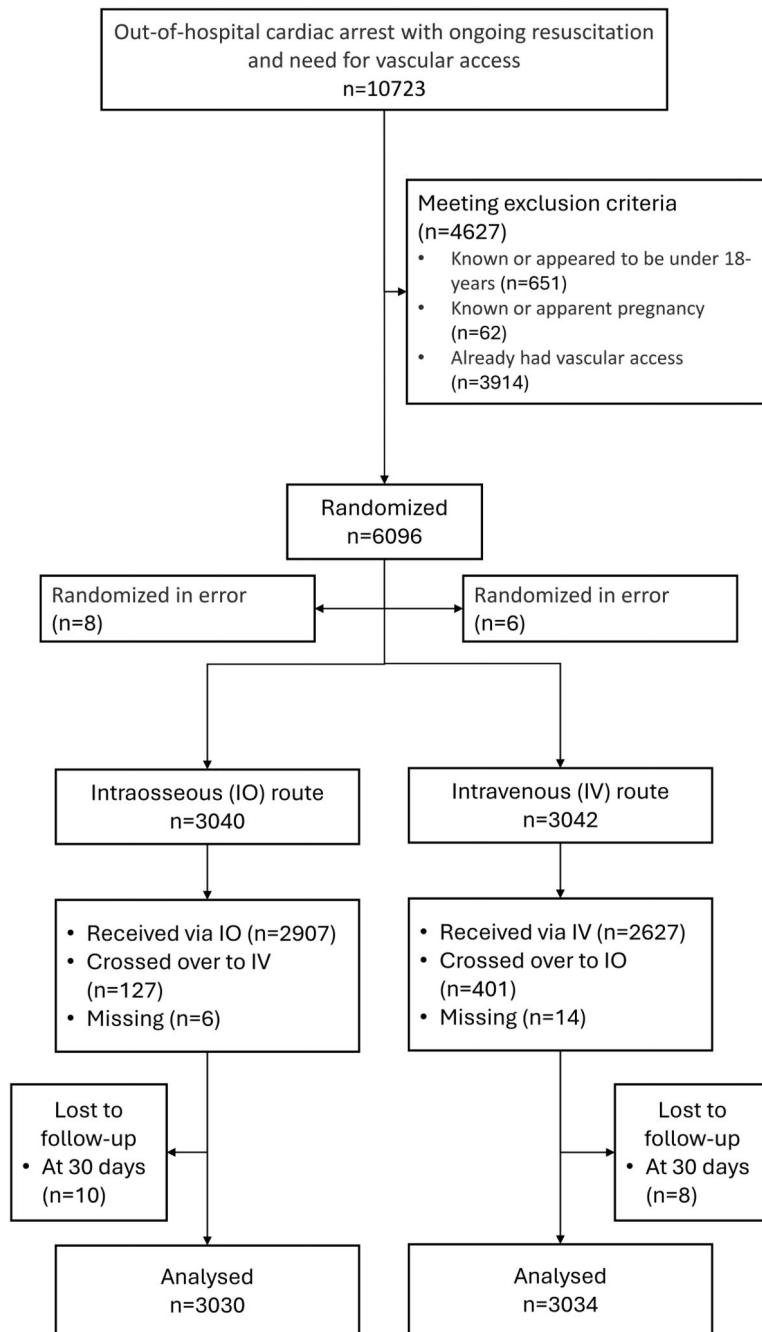 Out-of-hospital cardiac arrest with ongoing resuscitation
and need for vascular access
n=10723
Meeting exclusion criteria
(n=4627)
• Known or appeared to be under 18-
years (n=651)
• Known or apparent pregnancy
(n=62)
• Already had vascular access
(n=3914)
Randomized
n=6096
Randomized in error
(n=8)
Randomized in error
(n=6)
Intraosseous (IO) route
n=3040
Intravenous (IV) route
n=3042
• Received via IO (n=2907)
• Crossed over to IV
(n=127)
• Missing (n=6)
• Received via IV (n=2627)
• Crossed over to IO
(n=401)
• Missing (n=14)
Lost to
follow-up
• At 30 days
(n=10)
Lost to
follow-up
• At 30 days
(n=8)
Analysed
n=3030
Analysed
n=3034